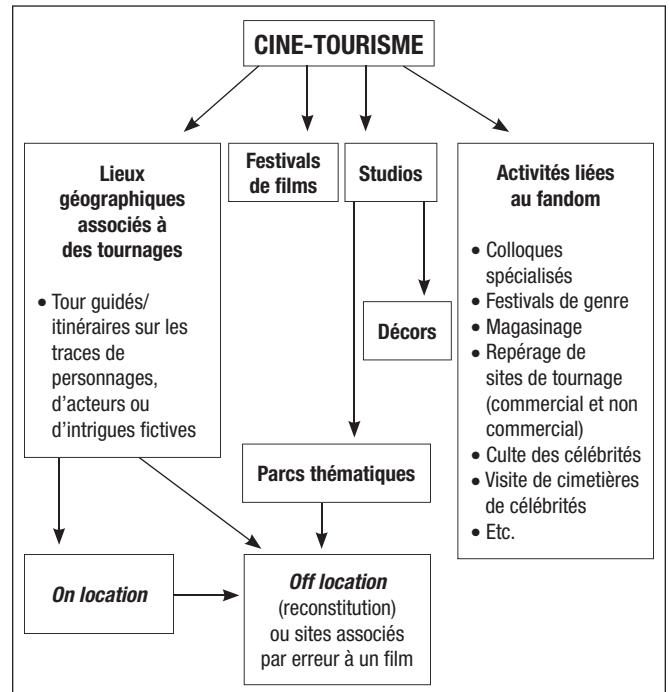 CINE-TOURISME
Lieux
géographiques
associés à
des tournages
• Tour guidés/
itinéraires sur les
traces de
personnages,
d'acteurs ou
d'intrigues fictives
Festivals
de films
Studios
Activités liées
au fandom
• Colloques
spécialisés
• Festivals de genre
• Magasinage
• Repérage de
sites de tournage
(commercial et non
commercial)
• Culte des célébrités
• Visite de cimetières
de célébrités
• Etc.
Décors
Parcs thématiques
On location
Off location
(reconstitution)
ou sites associés
par erreur à un film